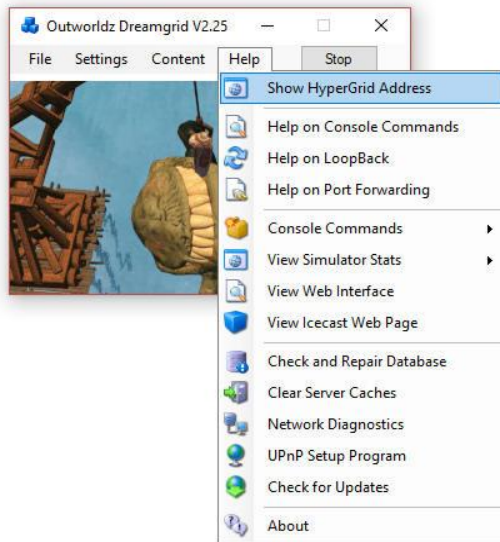 Outworldz Dreamgrid V2.25
File Settings Content Help Stop
Show HyperGrid Address
Help on Console Commands
Help on LoopBack
Help on Port Forwarding
Console Commands
View Simulator Stats
View Web Interface
View Icecast Web Page
Check and Repair Database
Clear Server Caches
Network Diagnostics
UPnP Setup Program
Check for Updates
About